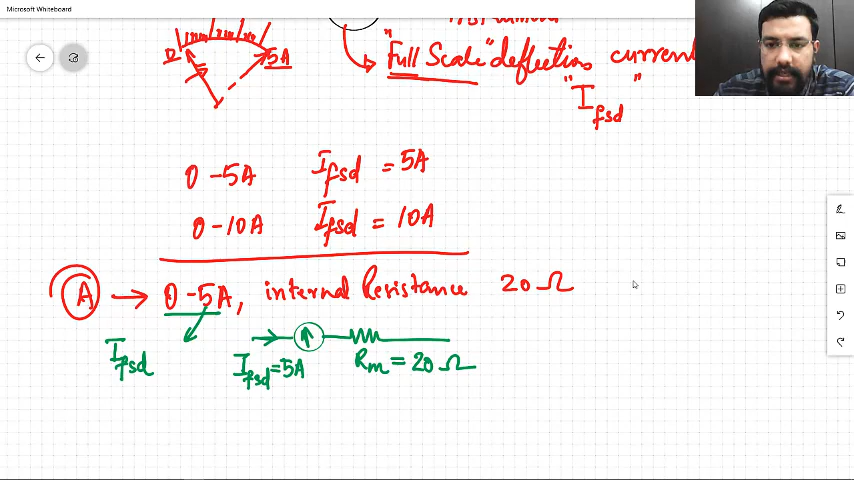 Microsoft Whiteboard
0 5A
"Full Scale" deflection current
"Ifsd"
0-5A Ifsd = 5A
0-10A Ifsd = 10A
A → 0-5A, internal Resistance 20 Ω
Ifsd
Ifsd=5A Rm = 20 Ω